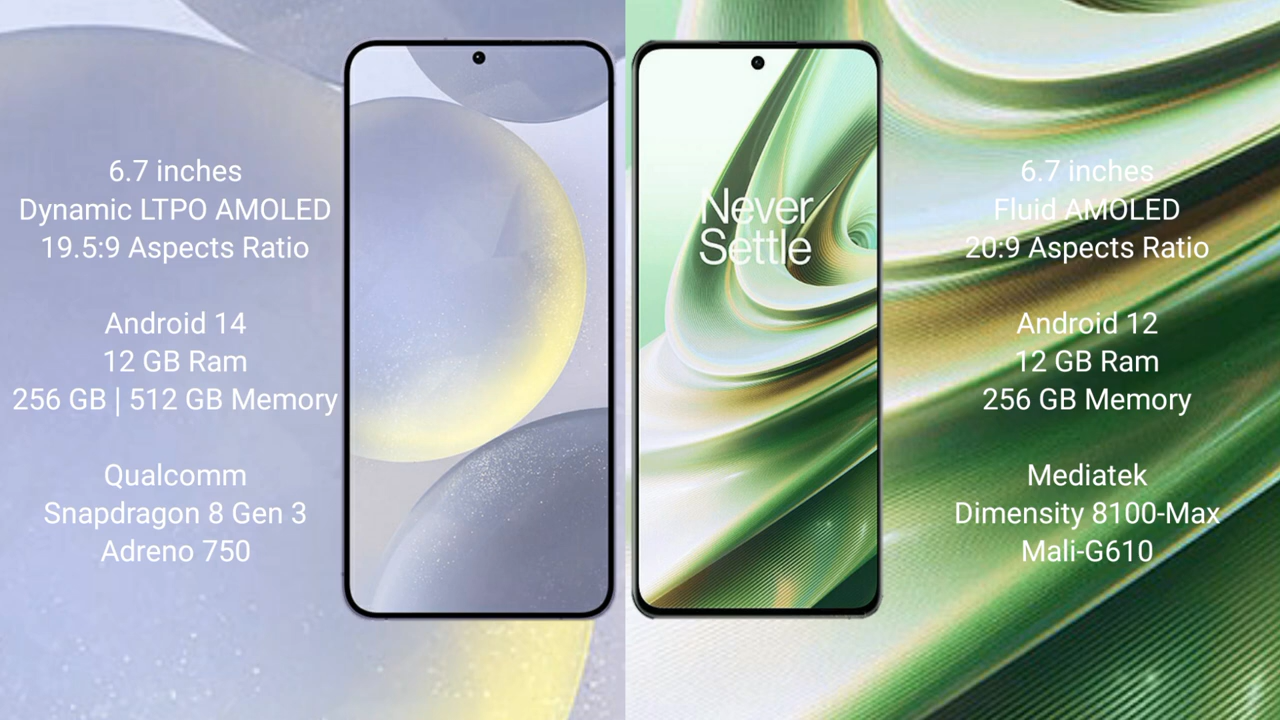 6.7 inches
Dynamic LTPO AMOLED
19.5:9 Aspects Ratio
Android 14
12 GB Ram
256 GB | 512 GB Memory
Qualcomm
Snapdragon 8 Gen 3
Adreno 750
Never
Settle
6.7 inches
Fluid AMOLED
20:9 Aspects Ratio
Android 12
12 GB Ram
256 GB Memory
Mediatek
Dimensity 8100-Max
Mali-G610